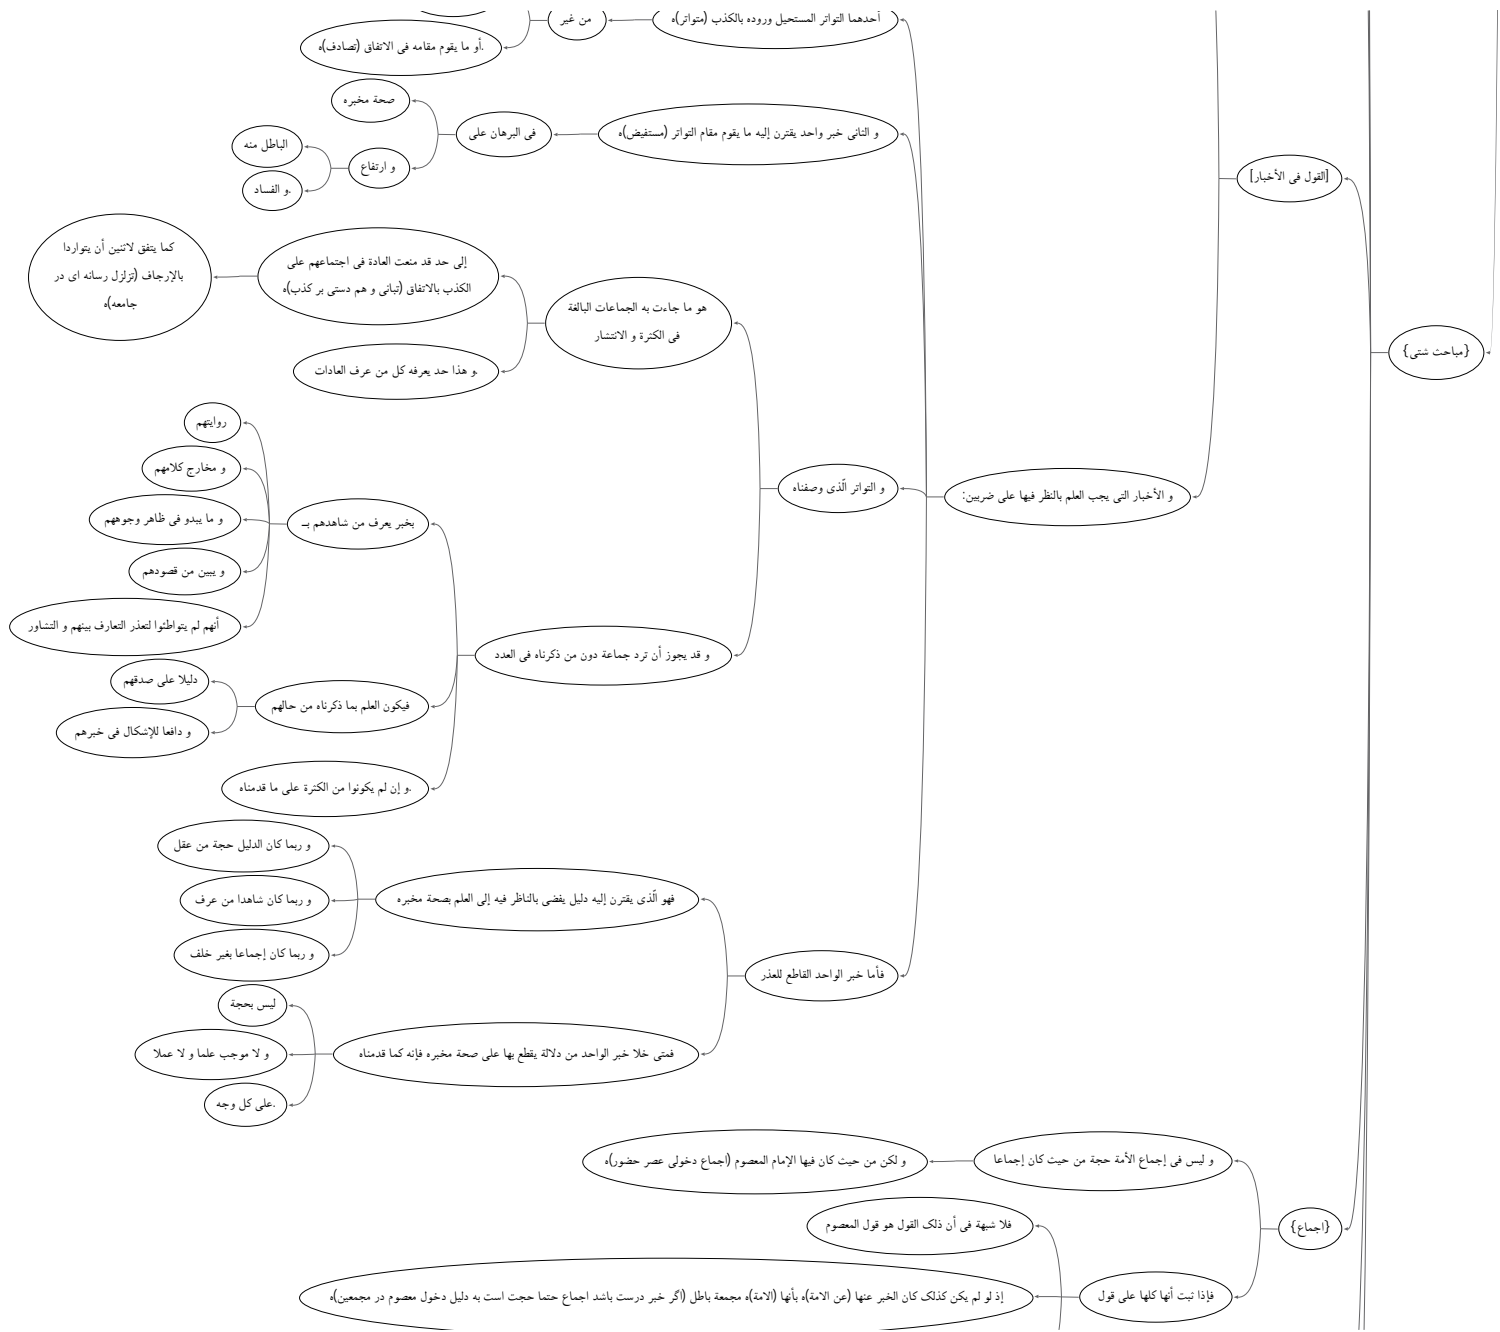 {مباحث شتى}
[القول فى الأخبار]
و الأخبار التى يجب العلم بالنظر فيها على ضربين:
أحدهما التواتر المستحيل وروده بالكذب (متواتر)ه
من غير
.أو ما يقوم مقامه فى الاتفاق (تصادف)ه
و الثانى خبر واحد يقترن إليه ما يقوم مقام التواتر (مستفيض)ه
فى البرهان على
صحة مخبره
و ارتفاع
الباطل منه
.و الفساد
و التواتر الّذى وصفناه
هو ما جاءت به الجماعات البالغة
فى الكثرة و الانتشار
إلى حد قد منعت العادة فى اجتماعهم على
الكذب بالاتفاق (تبانى و هم دستى بر كذب)ه
كما يتفق لاثنين أن يتواردا
بالإرجاف (تزلزل رسانه اى در
جامعه)ه
.و هذا حد يعرفه كل من عرف العادات
و قد يجوز أن ترد جماعة دون من ذكرناه فى العدد
بخبر يعرف من شاهدهم بـ
روايتهم
و مخارج كلامهم
و ما يبدو فى ظاهر وجوههم
و يبين من قصودهم
أنهم لم يتواطئوا لتعذر التعارف بينهم و التشاور
فيكون العلم بما ذكرناه من حالهم
دليلا على صدقهم
و دافعا للإشكال فى خبرهم
.و إن لم يكونوا من الكثرة على ما قدمناه
فأما خبر الواحد القاطع للعذر
فهو الّذى يقترن إليه دليل يفضى بالناظر فيه إلى العلم بصحة مخبره
و ربما كان الدليل حجة من عقل
و ربما كان شاهدا من عرف
و ربما كان إجماعا بغير خلف
فمتى خلا خبر الواحد من دلالة يقطع بها على صحة مخبره فإنه كما قدمناه
ليس بحجة
و لا موجب علما و لا عملا
.على كل وجه
{اجماع}
و ليس فى إجماع الأمة حجة من حيث كان إجماعا
و لكن من حيث كان فيها الإمام المعصوم (اجماع دخولى عصر حضور)ه
فإذا ثبت أنها كلها على قول
فلا شبهة فى أن ذلک القول هو قول المعصوم
إذ لو لم يكن كذلک كان الخبر عنها (عن الامة)ه بأنها (الامة)ه مجمعة باطل (اگر خبر درست باشد اجماع حتما حجت است به دليل دخول معصوم در مجمعين)ه